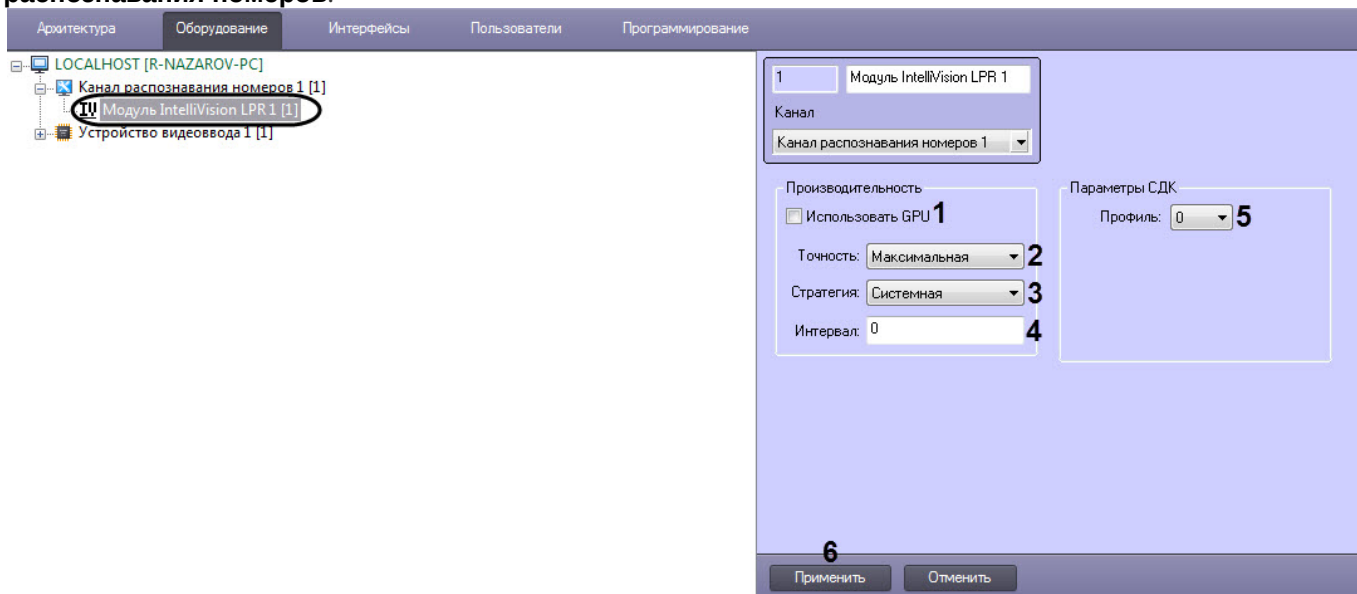 распознавания номеров.
Архитектура Оборудование Интерфейсы Пользователи Программирование
LOCALHOST [R-NAZAROV-PC]
Канал распознавания номеров 1 [1]
IV Модуль IntelliVision LPR 1 [1]
Устройство видеоввода 1 [1]
1 Модуль IntelliVision LPR 1
Канал
Канал распознавания номеров 1
Производительность
Использовать GPU 1
Точность: Максимальная 2
Стратегия: Системная 3
Интервал: 0 4
Параметры СДК
Профиль: 0 5
6
Применить Отменить